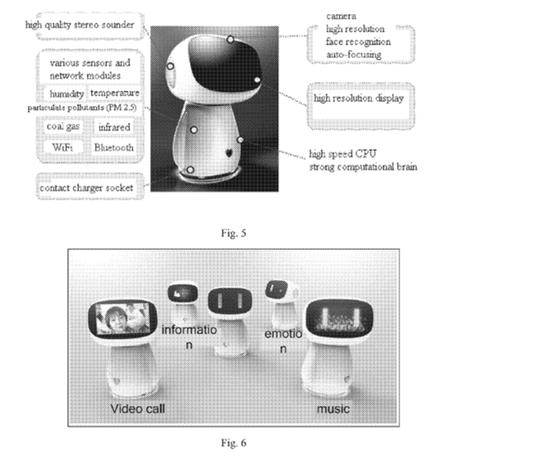 high quality stereo sounder
various sensors and
network modules
humidity temperature
particulate pollutants (PM 2.5)
coal gas infrared
WiFi Bluetooth
contact charger socket
camera
high resolution
face recognition
auto-focusing
high resolution display
high speed CPU
strong computational brain
Fig. 5
informatio
n
emotio
n
Video call
music
Fig. 6